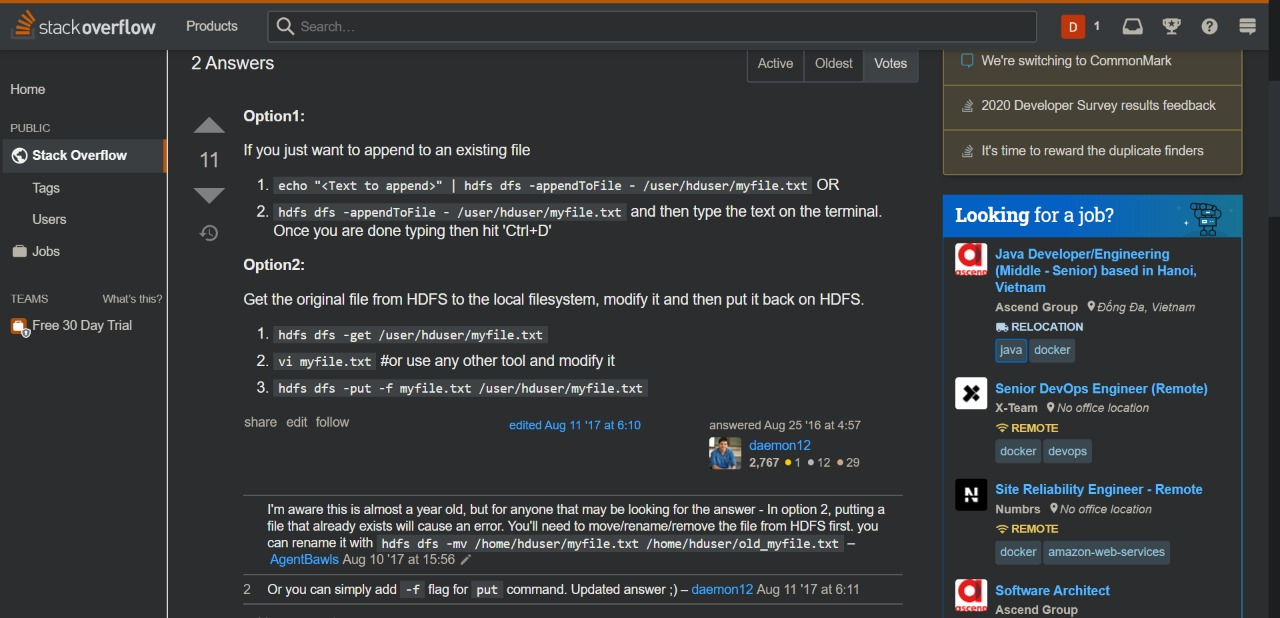 stackoverflow
Products
Search...
D 1
Home
PUBLIC
Stack Overflow
Tags
Users
Jobs
TEAMS What's this?
Free 30 Day Trial
2 Answers
Active Oldest Votes
11
Option1:
If you just want to append to an existing file
1. echo "<Text to append>" | hdfs dfs -appendToFile - /user/hduser/myfile.txt OR
2. hdfs dfs -appendToFile - /user/hduser/myfile.txt and then type the text on the terminal.
Once you are done typing then hit 'Ctrl+D'
Option2:
Get the original file from HDFS to the local filesystem, modify it and then put it back on HDFS.
1. hdfs dfs -get /user/hduser/myfile.txt
2. vi myfile.txt #or use any other tool and modify it
3. hdfs dfs -put -f myfile.txt /user/hduser/myfile.txt
share edit follow
edited Aug 11 '17 at 6:10
answered Aug 25 '16 at 4:57
daemon12
2,767 ● 1 ● 12 ● 29
I'm aware this is almost a year old, but for anyone that may be looking for the answer - In option 2, putting a
file that already exists will cause an error. You'll need to move/rename/remove the file from HDFS first. you
can rename it with hdfs dfs -mv /home/hduser/myfile.txt /home/hduser/old_myfile.txt –
AgentBawls Aug 10 '17 at 15:56
2 Or you can simply add -f flag for put command. Updated answer ;) – daemon12 Aug 11 '17 at 6:11
We're switching to CommonMark
2020 Developer Survey results feedback
It's time to reward the duplicate finders
Looking for a job?
ascend
Java Developer/Engineering
(Middle - Senior) based in Hanoi,
Vietnam
Ascend Group Đống Đa, Vietnam
RELOCATION
java docker
Senior DevOps Engineer (Remote)
X-Team No office location
REMOTE
docker devops
Site Reliability Engineer - Remote
Numbrs No office location
REMOTE
docker amazon-web-services
ascend
Software Architect
Ascend Group